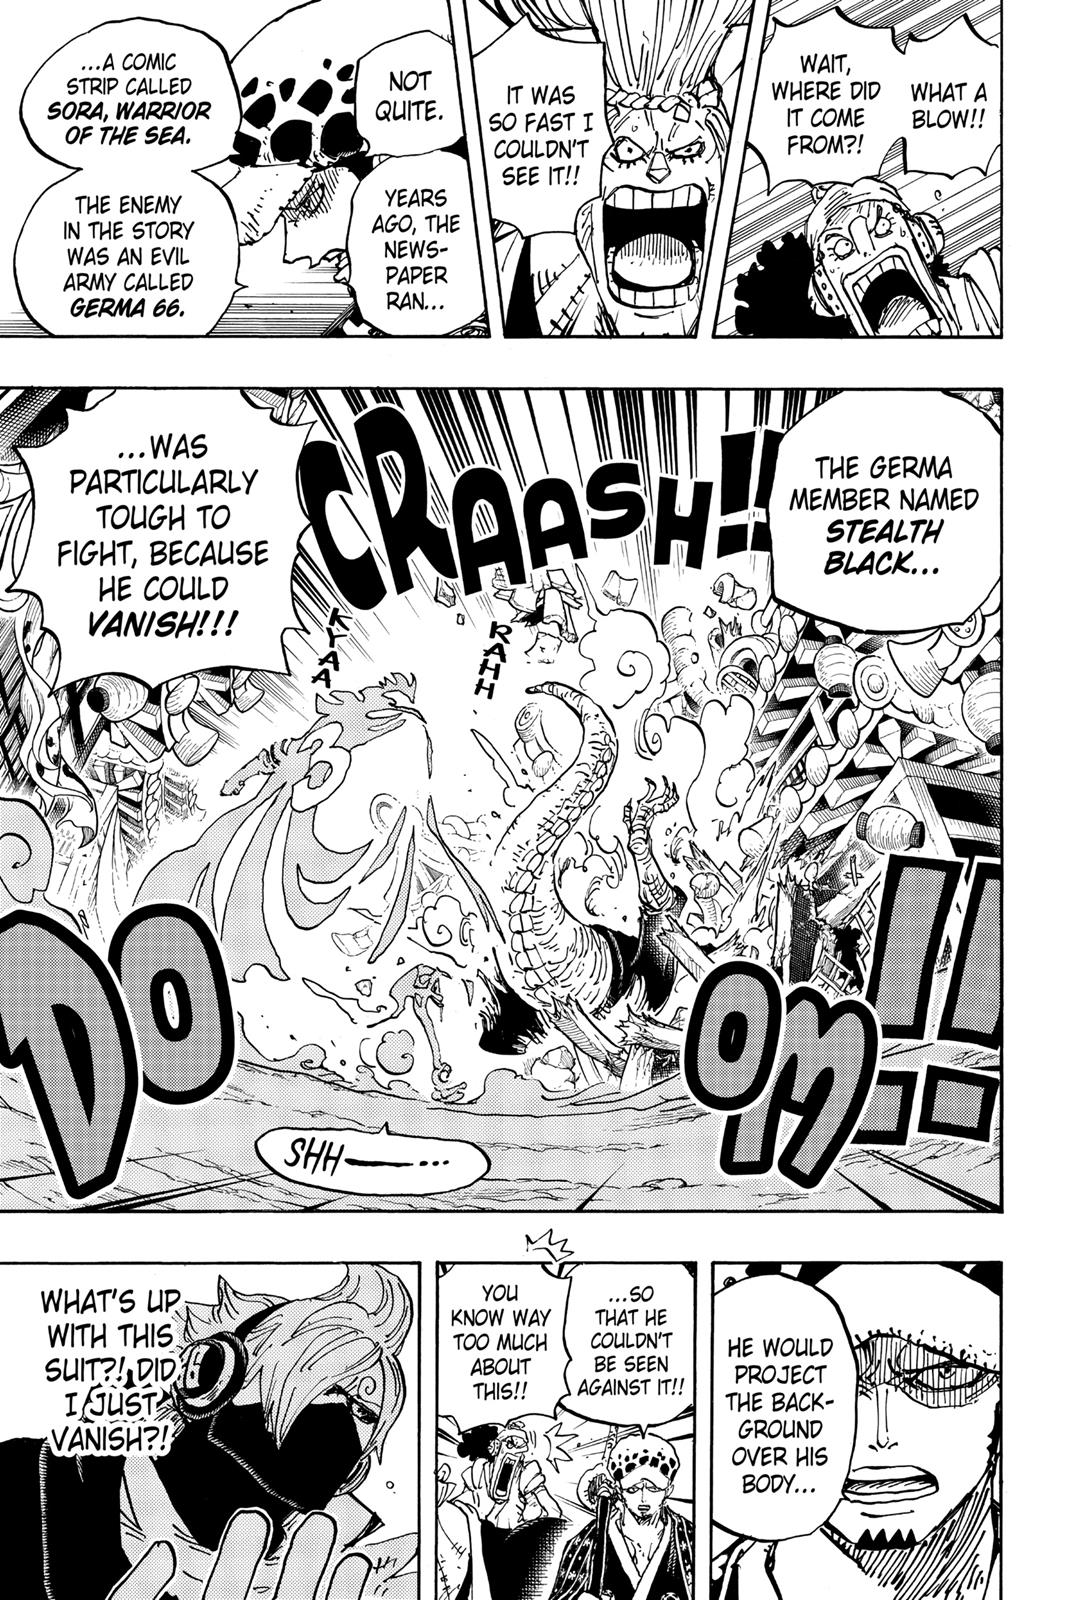 WHAT A
BLOW!!
WAIT,
WHERE DID
IT COME
FROM?!
IT WAS
SO FAST I
COULDN'T
SEE IT!!
NOT
QUITE.
YEARS
AGO, THE
NEWS-
PAPER
RAN...
...A COMIC
STRIP CALLED
SORA, WARRIOR
OF THE SEA.
THE ENEMY
IN THE STORY
WAS AN EVIL
ARMY CALLED
GERMA 66.
THE GERMA
MEMBER NAMED
STEALTH
BLACK...
CRAASH!!
...WAS
PARTICULARLY
TOUGH TO
FIGHT, BECAUSE
HE COULD
VANISH!!!
RAHH
KYAA
DOOM!!
SHH—...
HE WOULD
PROJECT
THE BACK-
GROUND
OVER HIS
BODY...
...SO
THAT HE
COULDN'T
BE SEEN
AGAINST IT!!
YOU
KNOW WAY
TOO MUCH
ABOUT
THIS!!
WHAT'S UP
WITH THIS
SUIT?! DID
I JUST
VANISH?!